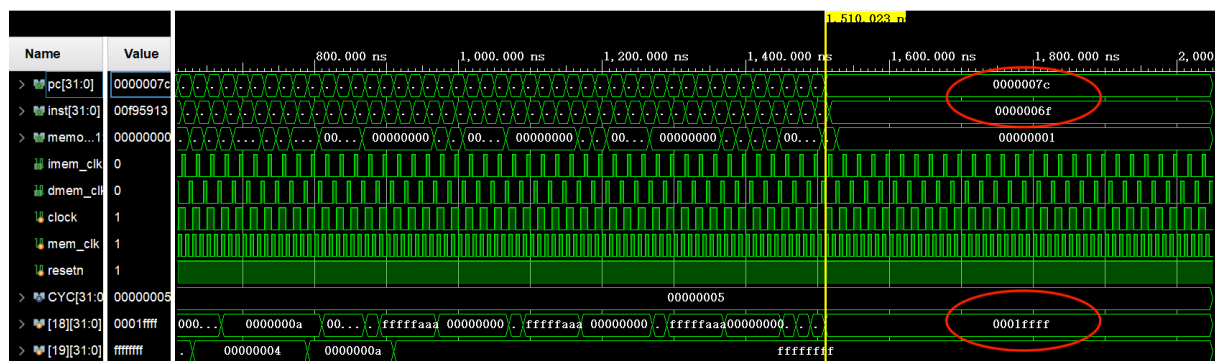 1,510.023 n
Name Value 800.000 ns 1,000.000 ns 1,200.000 ns 1,400.000 ns 1,600.000 ns 1,800.000 ns 2,000
pc[31:0] 0000007c 0000007c
inst[31:0] 00f95913 0000006f
memo...1 00000000 00... 00000000 00... 00000000 00... 00000000 00... 00000001
imem_clk 0
dmem_clk 0
clock 1
mem_clk 1
resetn 1
CYC[31:0 00000005 00000005
[18][31:0] 0001ffff 000... 0000000a 00... fffffaaa 00000000 fffffaaa 00000000 fffffaaa 00000000 0001ffff
[19][31:0] ffffffff 00000004 0000000a ffffffff